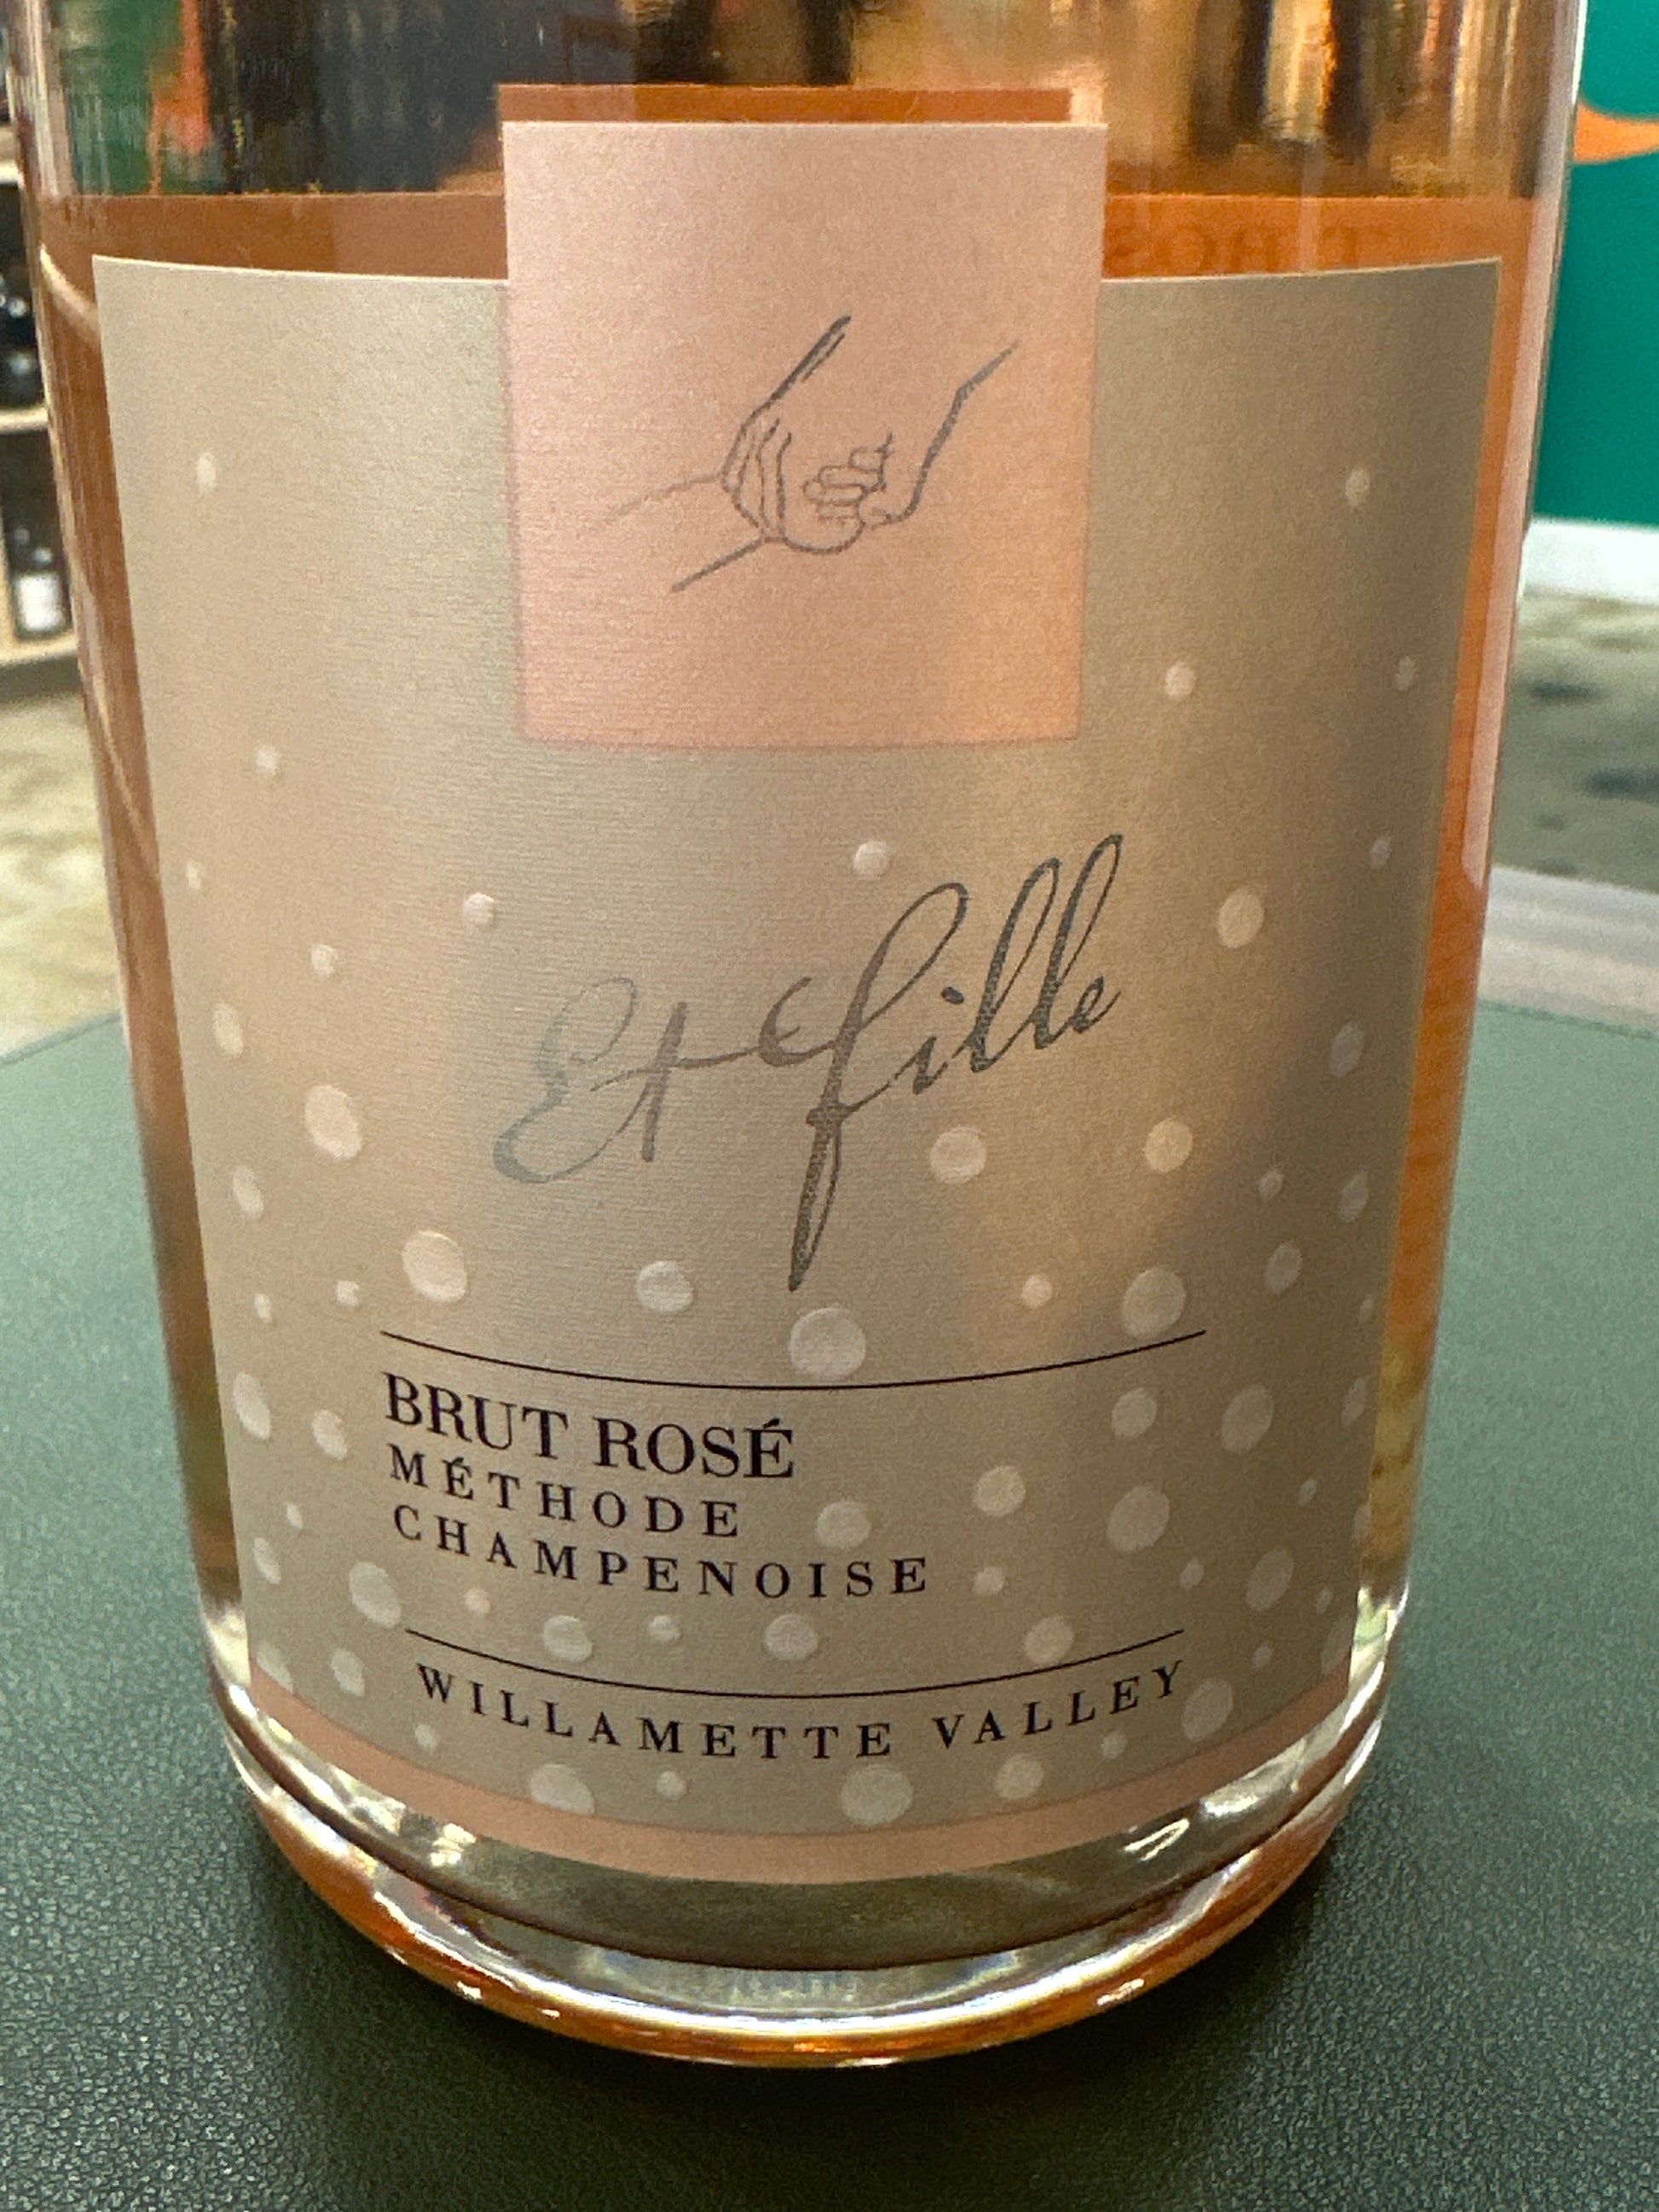 Et Fille
BRUT ROSÉ
MÉTHODE
CHAMPENOISE
WILLAMETTE VALLEY